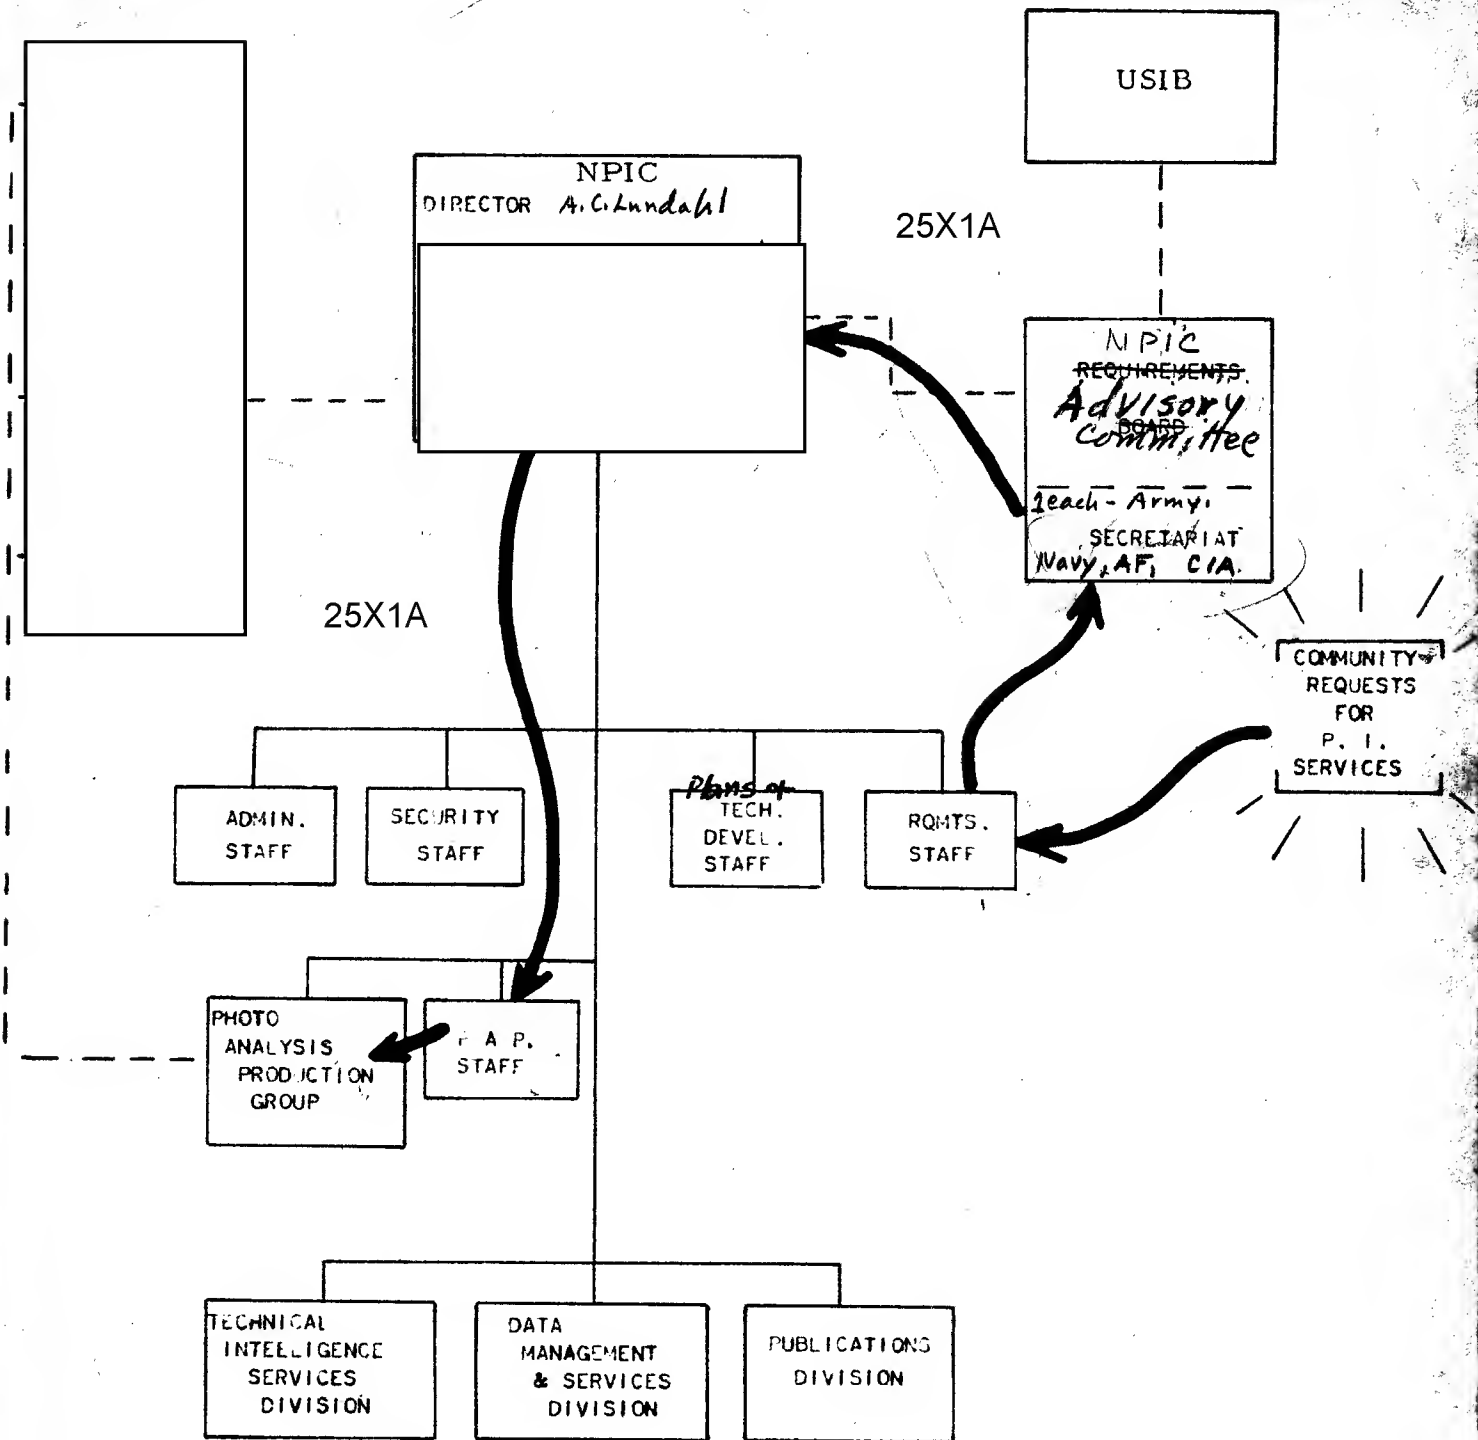 USIB
NPIC
DIRECTOR A. C. Lundahl
25X1A
NPIC
REQUIREMENTS
Advisory
BOARD
Committee
1 each - Army,
SECRETARIAT
Navy, AF, CIA.
25X1A
COMMUNITY
REQUESTS
FOR
P. I.
SERVICES
ADMIN.
STAFF
SECURITY
STAFF
Plans &
TECH.
DEVEL.
STAFF
RQMTS.
STAFF
PHOTO
ANALYSIS
PRODUCTION
GROUP
P. A P.
STAFF
TECHNICAL
INTELLIGENCE
SERVICES
DIVISION
DATA
MANAGEMENT
& SERVICES
DIVISION
PUBLICATIONS
DIVISION